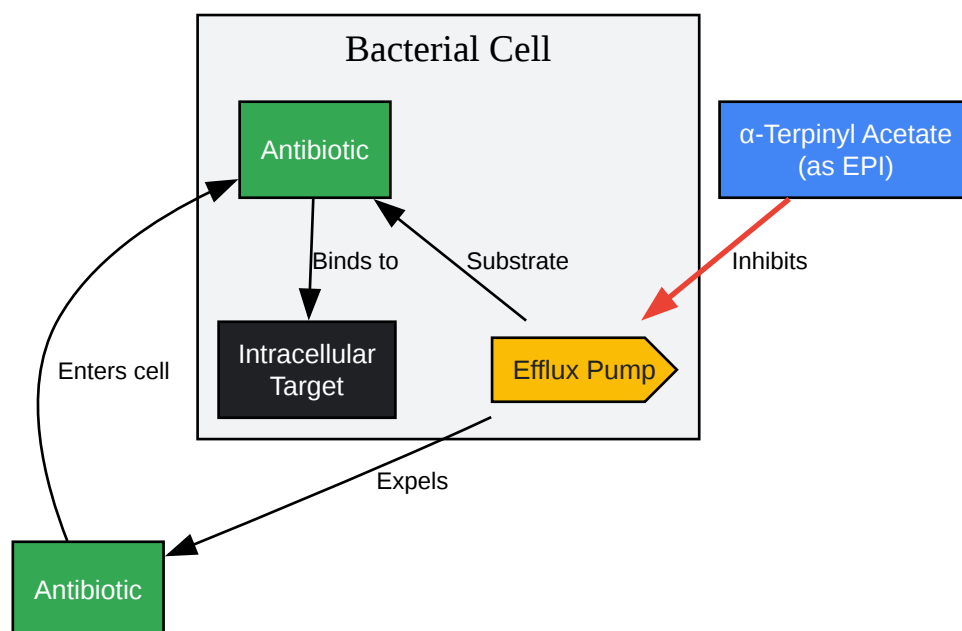 Bacterial Cell
Antibiotic
α-Terpinyl Acetate
(as EPI)
Binds to
Substrate
Inhibits
Intracellular
Target
Efflux Pump
Enters cell
Expels
Antibiotic